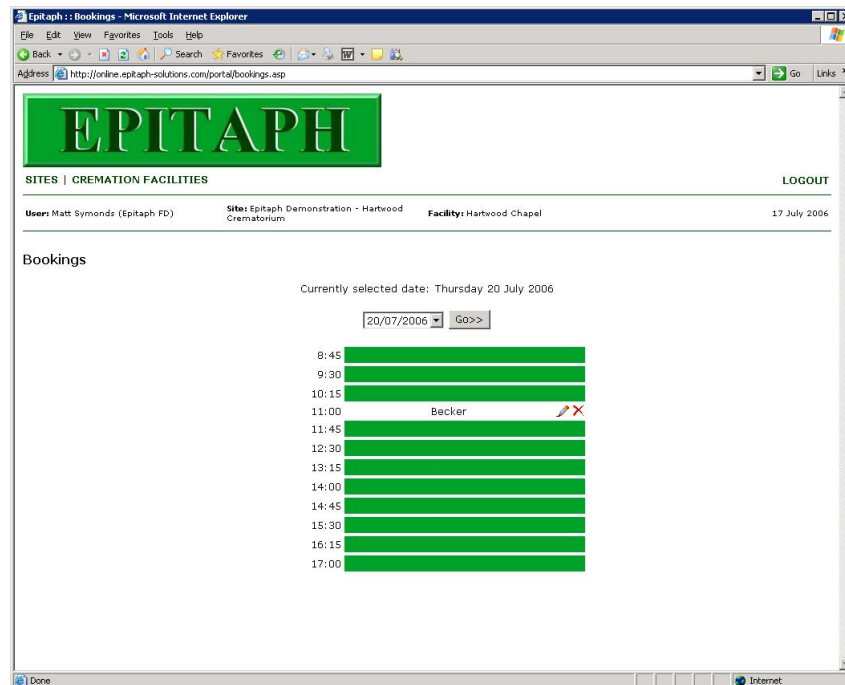 Epitaph :: Bookings - Microsoft Internet Explorer
File Edit View Favorites Tools Help
Back Search Favorites
Address http://online.epitaph-solutions.com/portal/bookings.asp Go Links
EPITAPH
SITES | CREMATION FACILITIES LOGOUT
User: Matt Symonds (Epitaph FD) Site: Epitaph Demonstration - Hartwood Crematorium Facility: Hartwood Chapel 17 July 2006
Bookings
Currently selected date: Thursday 20 July 2006
20/07/2006 Go>>
8:45
9:30
10:15
11:00 Becker
11:45
12:30
13:15
14:00
14:45
15:30
16:15
17:00
Done Internet